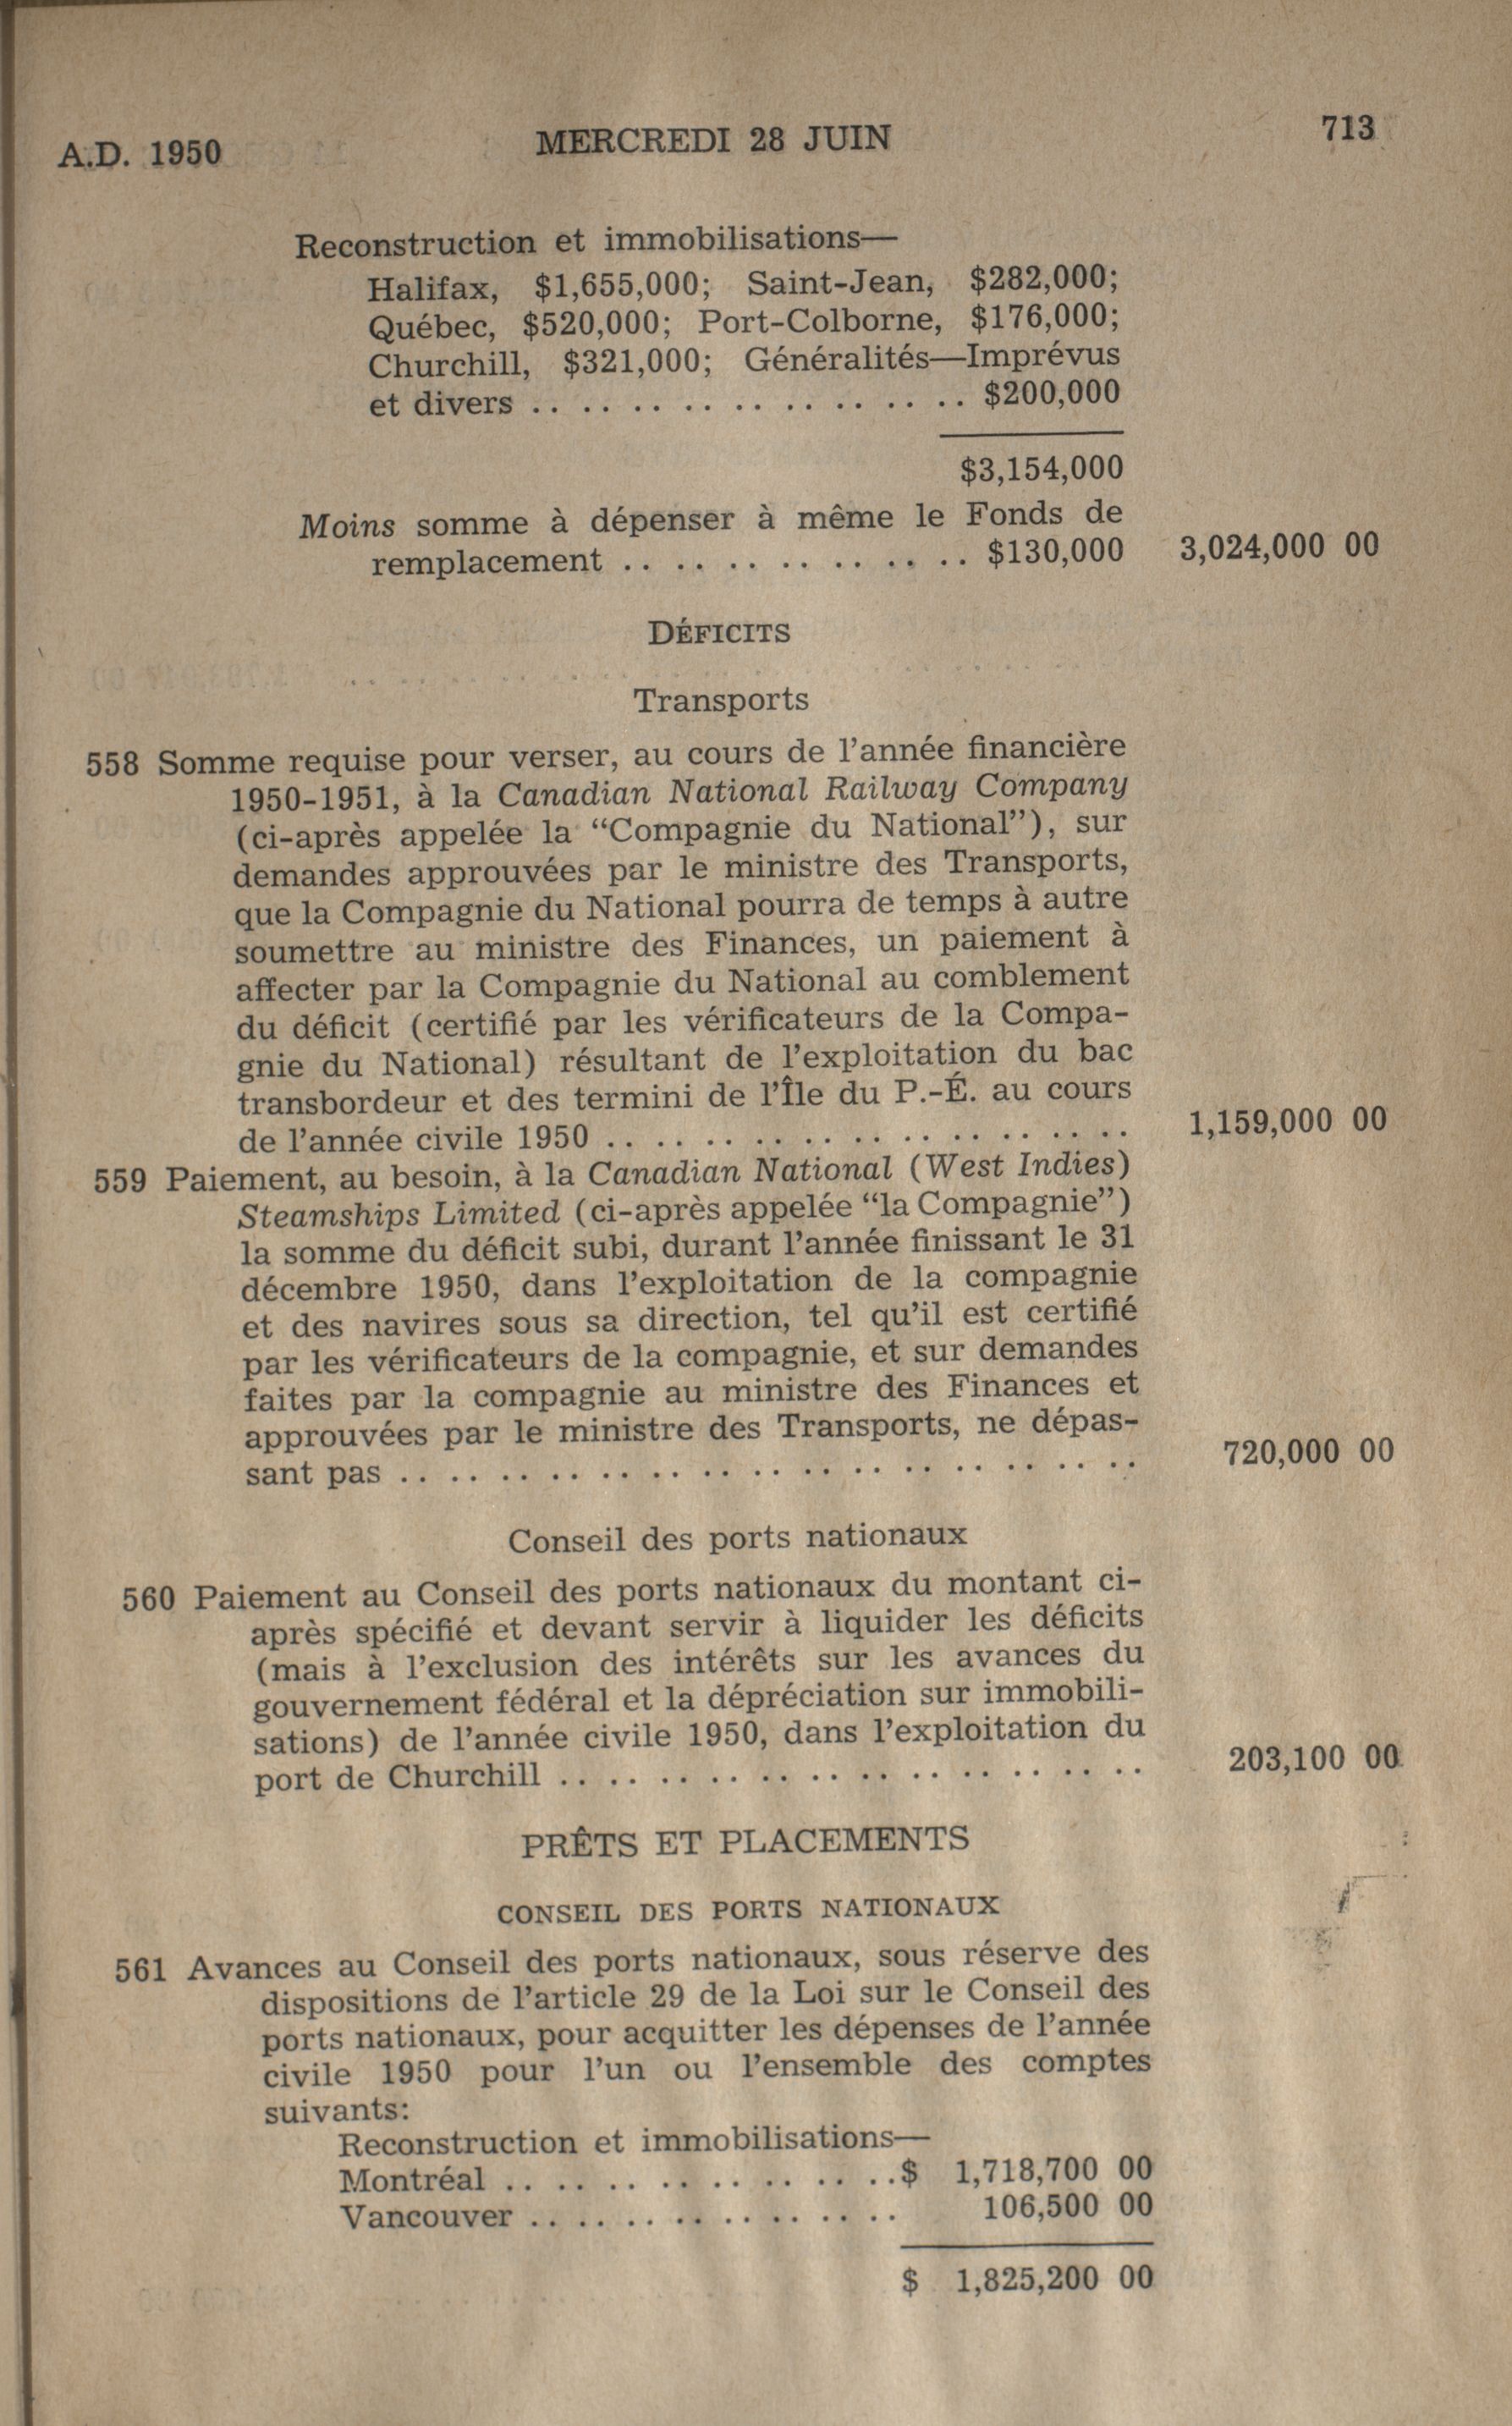 A.D. 1950 MERCREDI 28 JUIN 713
Reconstruction et immobilisations—
Halifax, $1,655,000; Saint-Jean, $282,000;
Québec, $520,000; Port-Colborne, $176,000;
Churchill, $321,000; Généralités—Imprévus
et divers . . . . . . . . . . . . . . . . . . $200,000
$3,154,000
Moins somme à dépenser à même le Fonds de
remplacement . . . . . . . . . . . . . . $130,000 3,024,000 00
DÉFICITS
Transports
558 Somme requise pour verser, au cours de l'année financière
1950-1951, à la Canadian National Railway Company
(ci-après appelée la “Compagnie du National”), sur
demandes approuvées par le ministre des Transports,
que la Compagnie du National pourra de temps à autre
soumettre au ministre des Finances, un paiement à
affecter par la Compagnie du National au comblement
du déficit (certifié par les vérificateurs de la Compa-
gnie du National) résultant de l'exploitation du bac
transbordeur et des termini de l'Île du P.-É. au cours
de l'année civile 1950 . . . . . . . . . . . . . . . . . . . . . 1,159,000 00
559 Paiement, au besoin, à la Canadian National (West Indies)
Steamships Limited (ci-après appelée “la Compagnie”)
la somme du déficit subi, durant l'année finissant le 31
décembre 1950, dans l'exploitation de la compagnie
et des navires sous sa direction, tel qu'il est certifié
par les vérificateurs de la compagnie, et sur demandes
faites par la compagnie au ministre des Finances et
approuvées par le ministre des Transports, ne dépas-
sant pas . . . . . . . . . . . . . . . . . . . . . . . . . . . . . . 720,000 00
Conseil des ports nationaux
560 Paiement au Conseil des ports nationaux du montant ci-
après spécifié et devant servir à liquider les déficits
(mais à l'exclusion des intérêts sur les avances du
gouvernement fédéral et la dépréciation sur immobili-
sations) de l'année civile 1950, dans l'exploitation du
port de Churchill . . . . . . . . . . . . . . . . . . . . . . . . 203,100 00
PRÊTS ET PLACEMENTS
CONSEIL DES PORTS NATIONAUX
561 Avances au Conseil des ports nationaux, sous réserve des
dispositions de l'article 29 de la Loi sur le Conseil des
ports nationaux, pour acquitter les dépenses de l'année
civile 1950 pour l'un ou l'ensemble des comptes
suivants:
Reconstruction et immobilisations—
Montréal . . . . . . . . . . . . . . . . $ 1,718,700 00
Vancouver . . . . . . . . . . . . . . . 106,500 00
$ 1,825,200 00